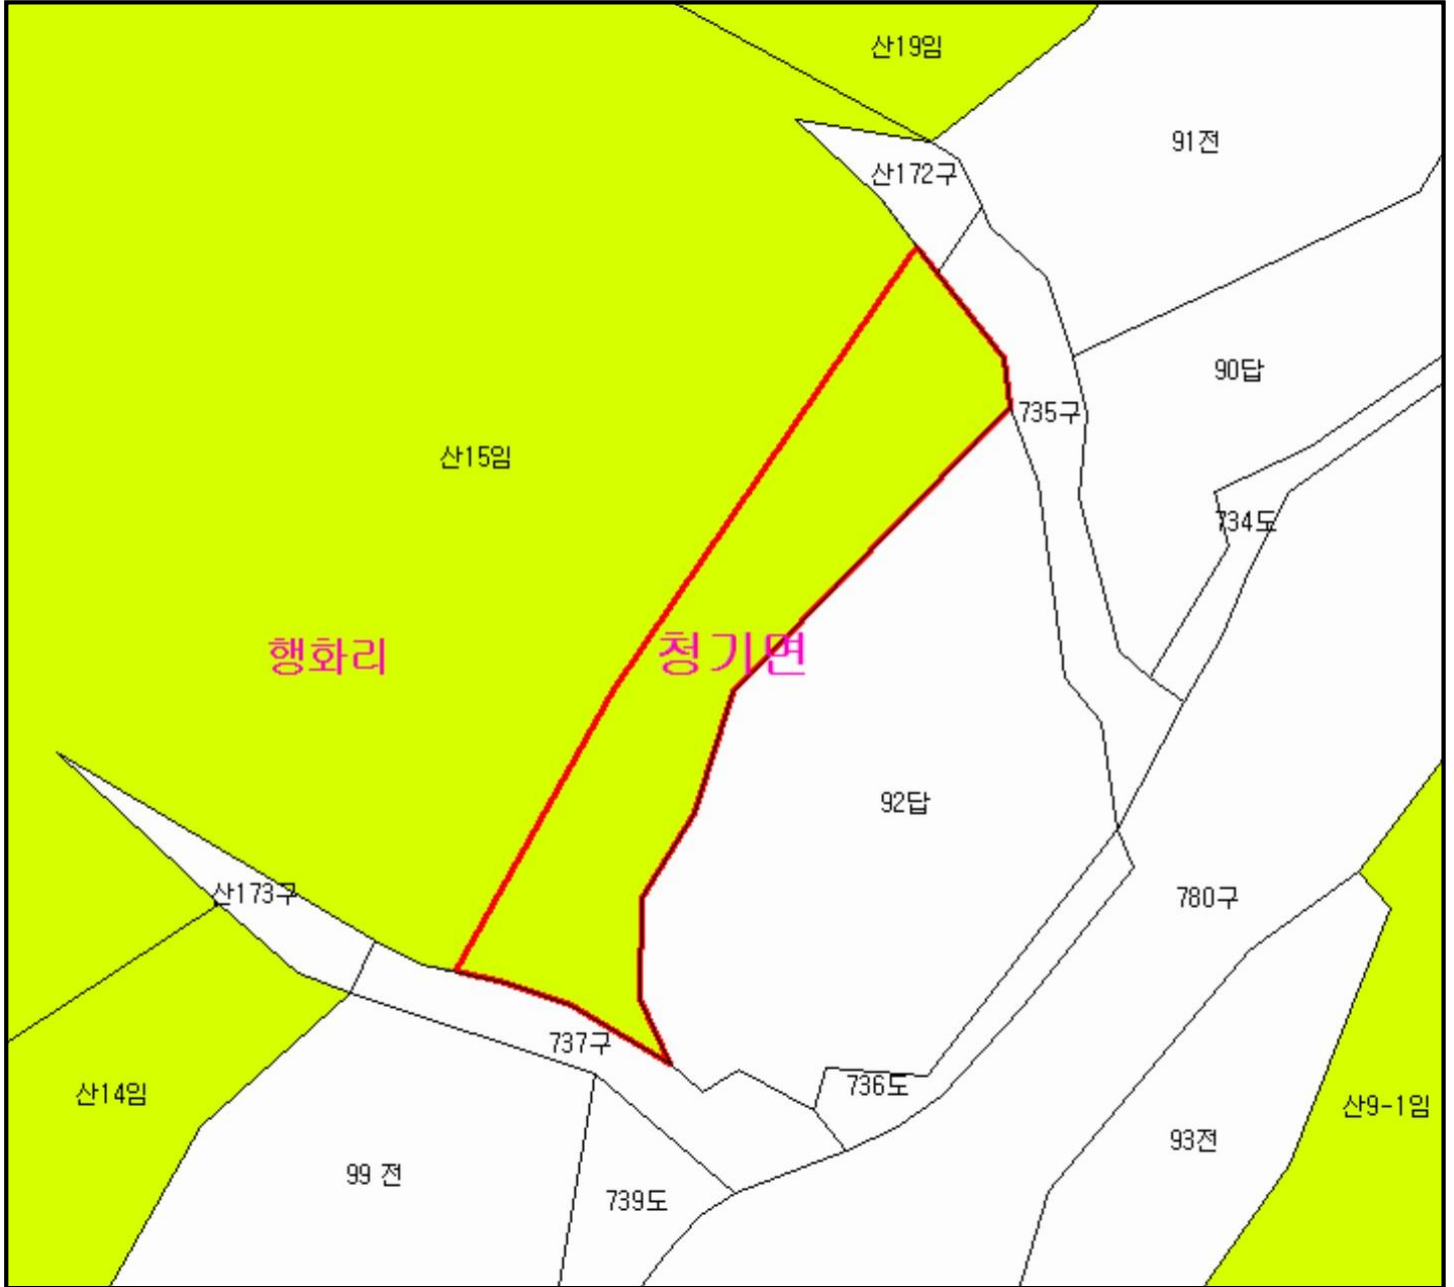 산19임
91전
산172구
90답
735구
산15임
734도
행화리
청기면
92답
산173구
780구
737구
736도
산14임
산9-1임
93전
99 전
739도